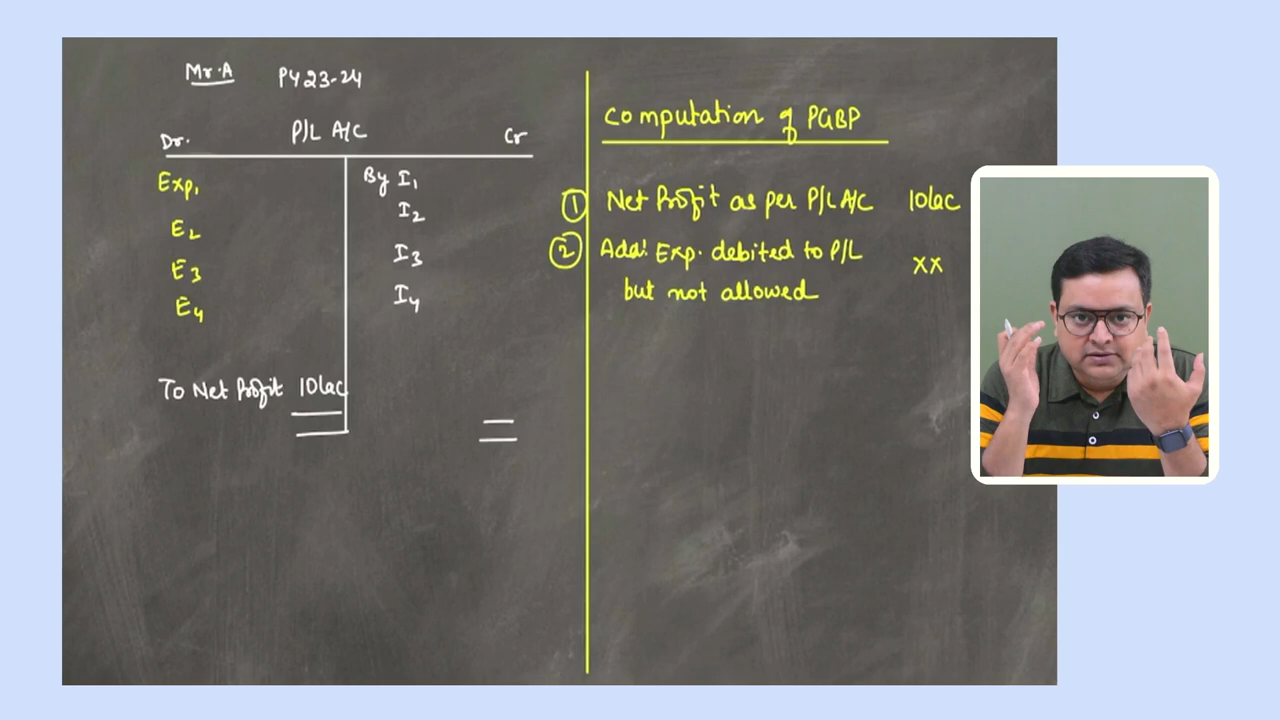 Mr.A PY 23-24
Dr. P/L A/C Cr
Exp1 By I1
E2 I2
E3 I3
E4 I4
To Net Profit 10lac
Computation of PGBP
① Net Profit as per P/L A/C 10lac
② Add: Exp. debited to P/L xx
but not allowed